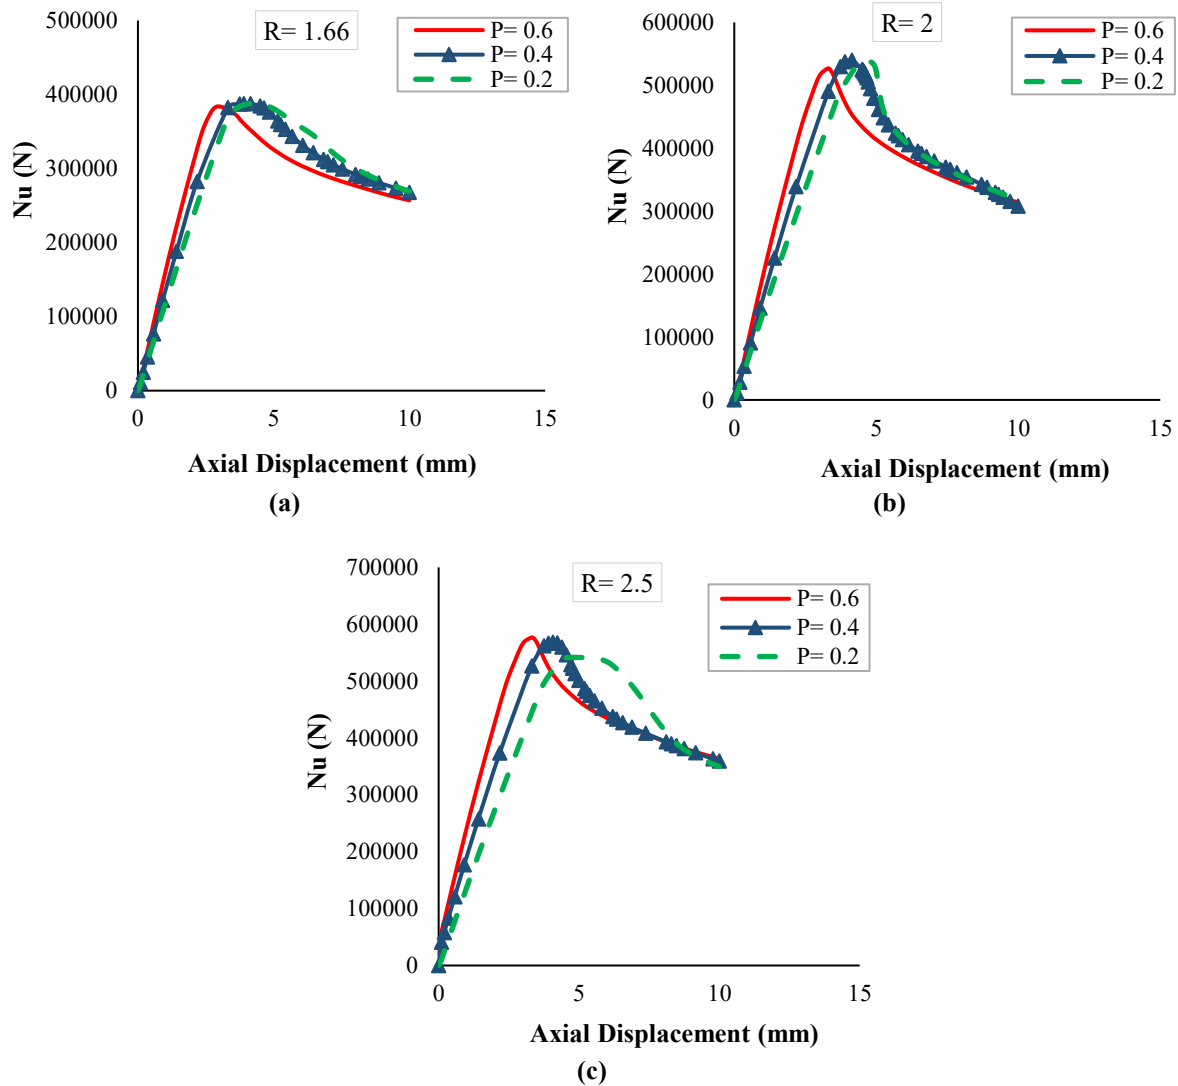 500000
400000
300000
200000
100000
0
Nu (N)
R= 1.66
P= 0.6
P= 0.4
P= 0.2
0 5 10 15
Axial Displacement (mm)
(a)
600000
500000
400000
300000
200000
100000
0
Nu (N)
R= 2
P= 0.6
P= 0.4
P= 0.2
0 5 10 15
Axial Displacement (mm)
(b)
700000
600000
500000
400000
300000
200000
100000
0
Nu (N)
R= 2.5
P= 0.6
P= 0.4
P= 0.2
0 5 10 15
Axial Displacement (mm)
(c)